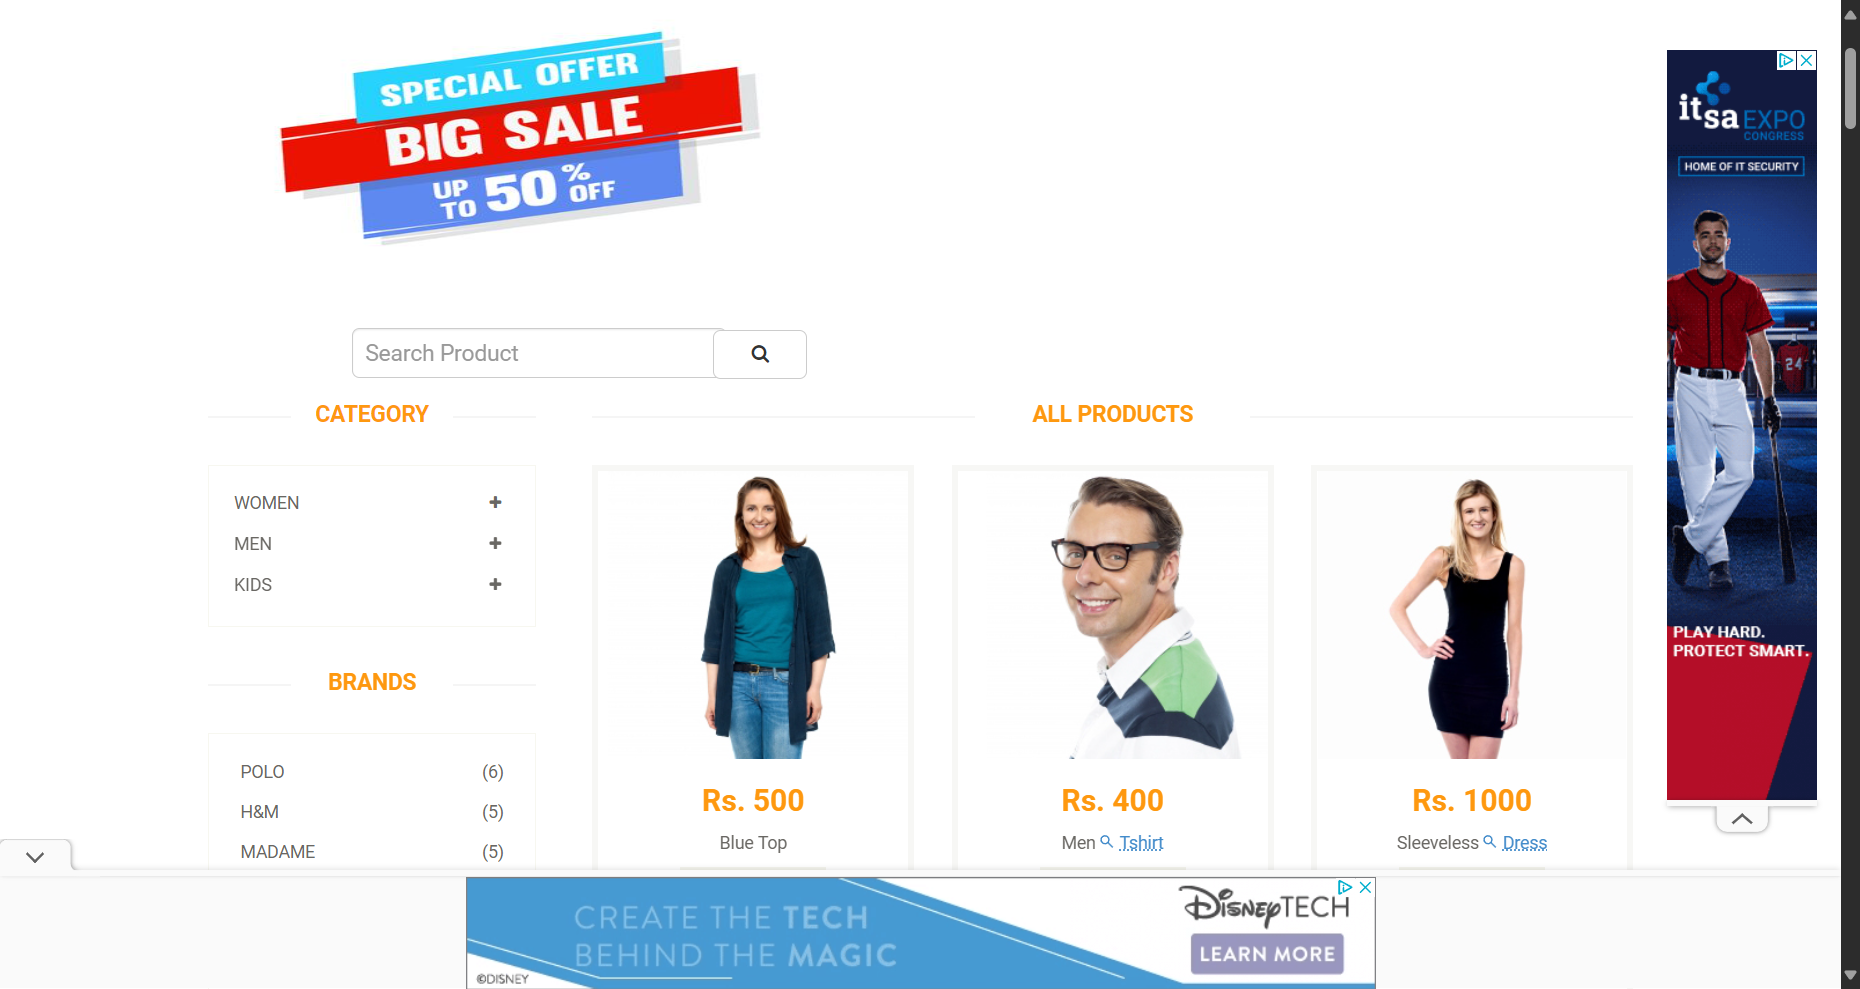 SPECIAL OFFER
BIG SALE
UP TO 50% OFF
Search Product
CATEGORY
WOMEN
MEN
KIDS
BRANDS
POLO (6)
H&M (5)
MADAME (5)
ALL PRODUCTS
Rs. 500
Blue Top
Rs. 400
Men Tshirt
Rs. 1000
Sleeveless Dress
itsa EXPO
CONGRESS
HOME OF IT SECURITY
24
PLAY HARD.
PROTECT SMART.
CREATE THE TECH
BEHIND THE MAGIC
©DISNEY
DisneyTECH
LEARN MORE